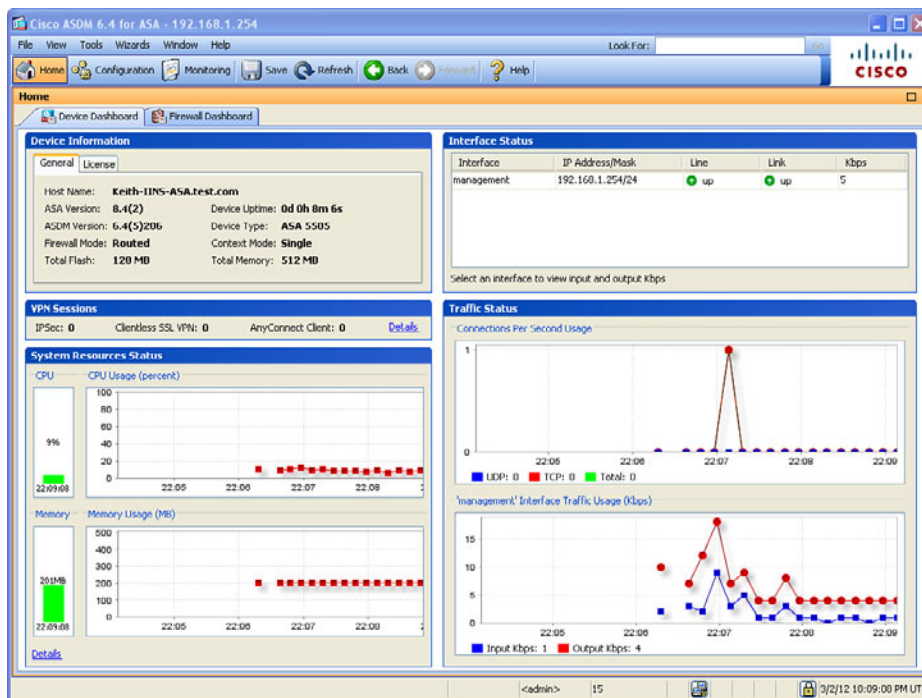 Cisco ASDM 6.4 for ASA - 192.168.1.254
File View Tools Wizards Window Help
Look For: Go
Home Configuration Monitoring Save Refresh Back Forward Help
CISCO
Home
Device Dashboard Firewall Dashboard
Device Information
General License
Host Name: Keith-IINS-ASA.test.com
ASA Version: 8.4(2) Device Uptime: 0d 0h 8m 6s
ASDM Version: 6.4(5)206 Device Type: ASA 5505
Firewall Mode: Routed Context Mode: Single
Total Flash: 128 MB Total Memory: 512 MB
Interface Status
Interface IP Address/Mask Line Link Kbps
management 192.168.1.254/24 up up 5
Select an interface to view input and output Kbps
VPN Sessions
IPSec: 0 Clientless SSL VPN: 0 AnyConnect Client: 0 Details
System Resources Status
CPU CPU Usage (percent)
100
80
60
40
20
0
9%
22:09:08
22:05 22:06 22:07 22:08
Memory Memory Usage (MB)
500
400
300
200
100
0
201MB
22:09:08
22:05 22:06 22:07 22:08
Details
Traffic Status
Connections Per Second Usage
1
0
22:05 22:06 22:07 22:08 22:09
UDP: 0 TCP: 0 Total: 0
'management' Interface Traffic Usage (Kbps)
15
10
5
0
22:05 22:06 22:07 22:08 22:09
Input Kbps: 1 Output Kbps: 4
<admin> 15 3/2/12 10:09:08 PM UT